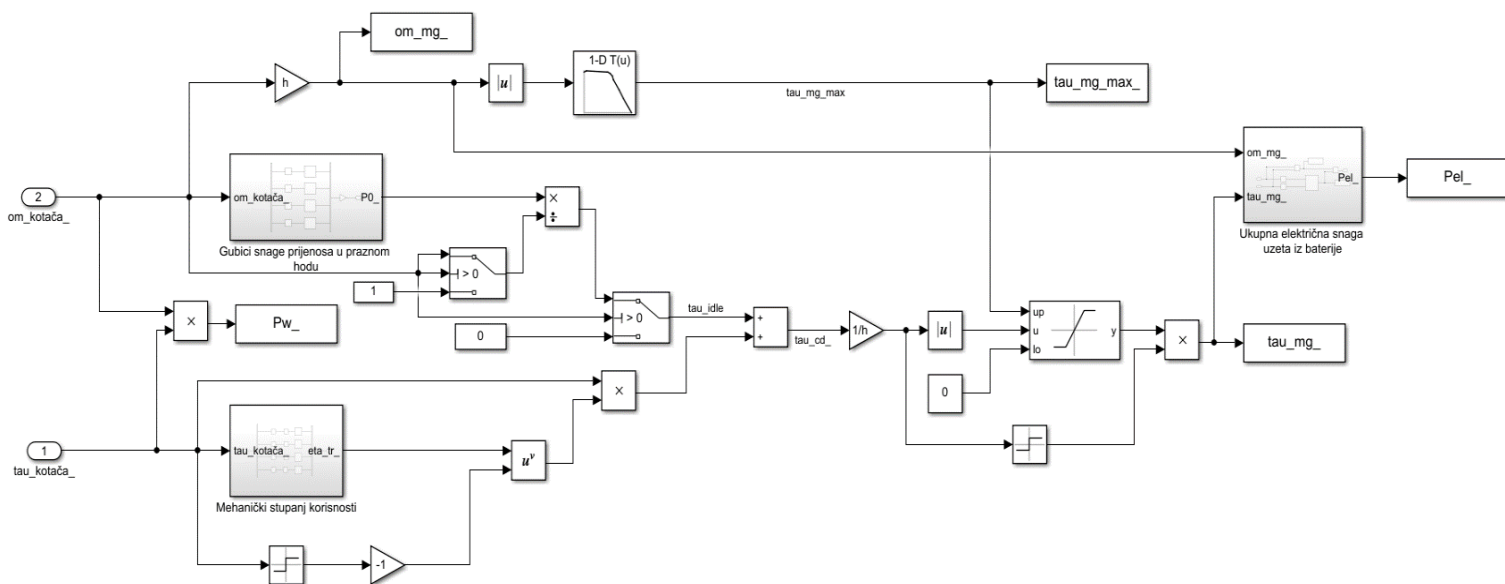 om_mg_
1-D T(u)
h
|u|
tau_mg_max
tau_mg_max_
om_mg_
tau_mg_
Pel_
Pel_
Ukupna električna snaga
uzeta iz baterije
2
om_kotača_
om_kotača_
P0_
Gubici snage prijenosa u praznom
hodu
×
÷
> 0
1
×
Pw_
> 0
0
tau_idle
+
+
tau_cd_
1/h
|u|
up
u
lo
y
0
×
tau_mg_
×
1
tau_kotača_
tau_kotača_
eta_tr_
Mehanički stupanj korisnosti
uᵛ
-1